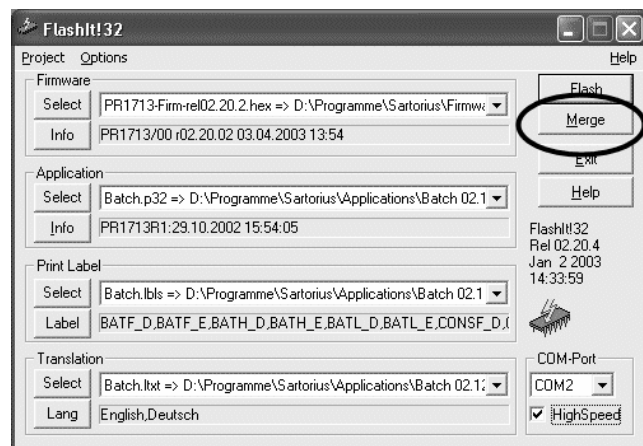 FlashIt!32
Project Options Help
Firmware
Select PR1713-Firm-rel02.20.2.hex => D:\Programme\Sartorius\Firmwa
Info PR1713/00 r02.20.02 03.04.2003 13:54
Application
Select Batch.p32 => D:\Programme\Sartorius\Applications\Batch 02.1
Info PR1713R1:29.10.2002 15:54:05
Print Label
Select Batch.lbls => D:\Programme\Sartorius\Applications\Batch 02.1
Label BATF_D,BATF_E,BATH_D,BATH_E,BATL_D,BATL_E,CONSF_D,(
Translation
Select Batch.ltxt => D:\Programme\Sartorius\Applications\Batch 02.12
Lang English,Deutsch
Flash
Merge
Exit
Help
FlashIt!32
Rel 02.20.4
Jan 2 2003
14:33:59
COM-Port
COM2
HighSpeed